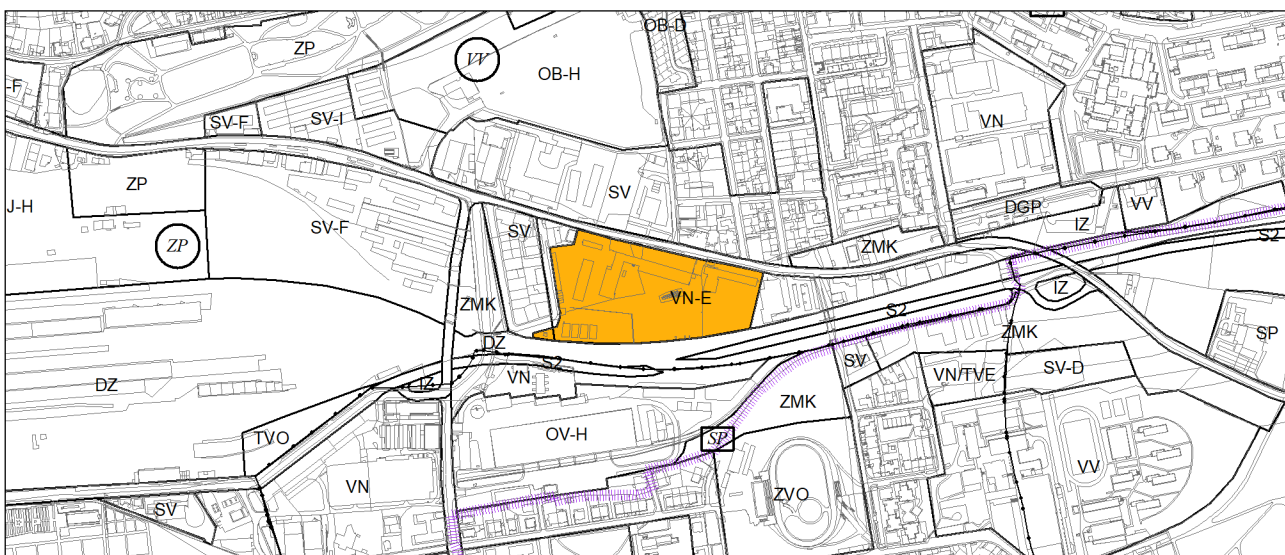 OB-D
ZP
VV
OB-H
-F
SV-F
SV-I
VN
SV
ZP
J-H
SV-F
SV
DGP
IZ
VV
ZP
ZMK
S2
VN-E
ZMK
S2
IZ
DZ
S2
ZMK
SP
DZ
IZ
VN
SV
VN/TVE
SV-D
ZMK
TVO
OV-H
SP
VN
ZVO
VV
SV